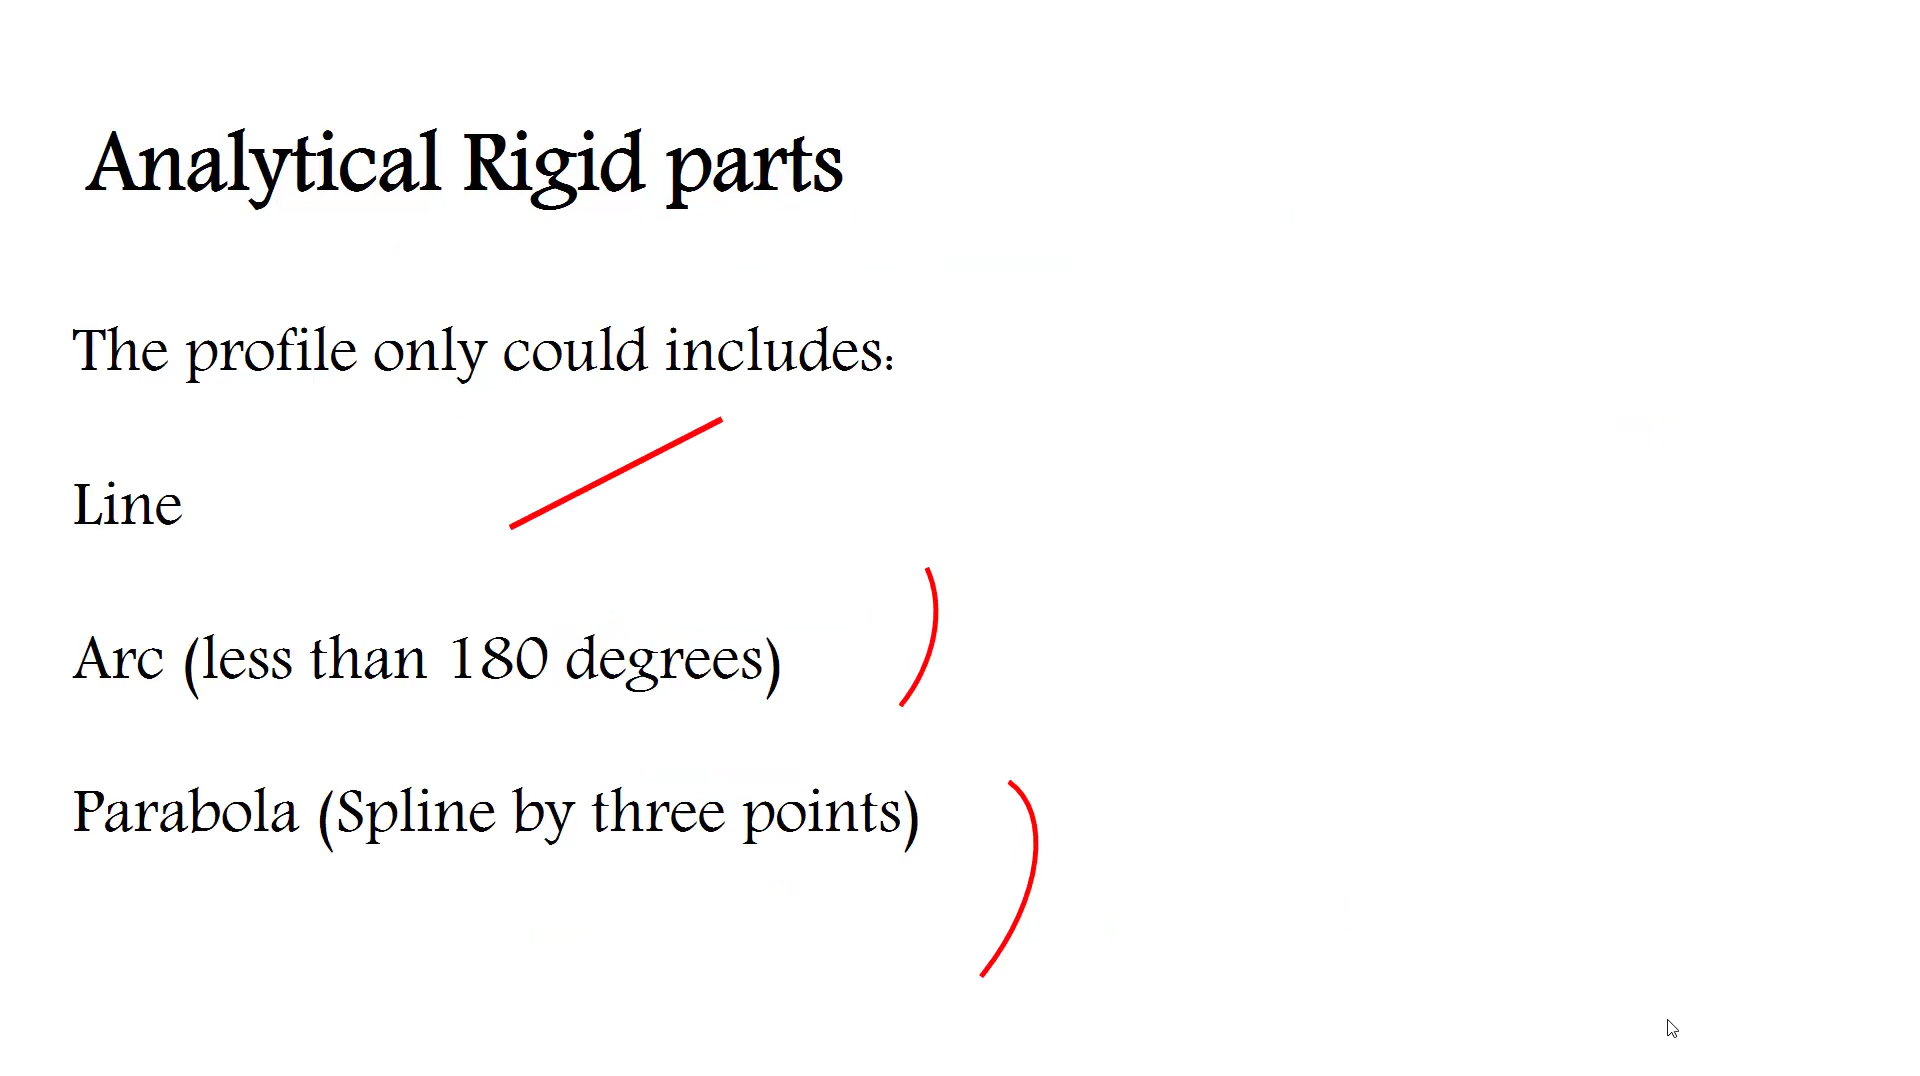 Analytical Rigid parts
The profile only could includes:
Line
Arc (less than 180 degrees)
Parabola (Spline by three points)